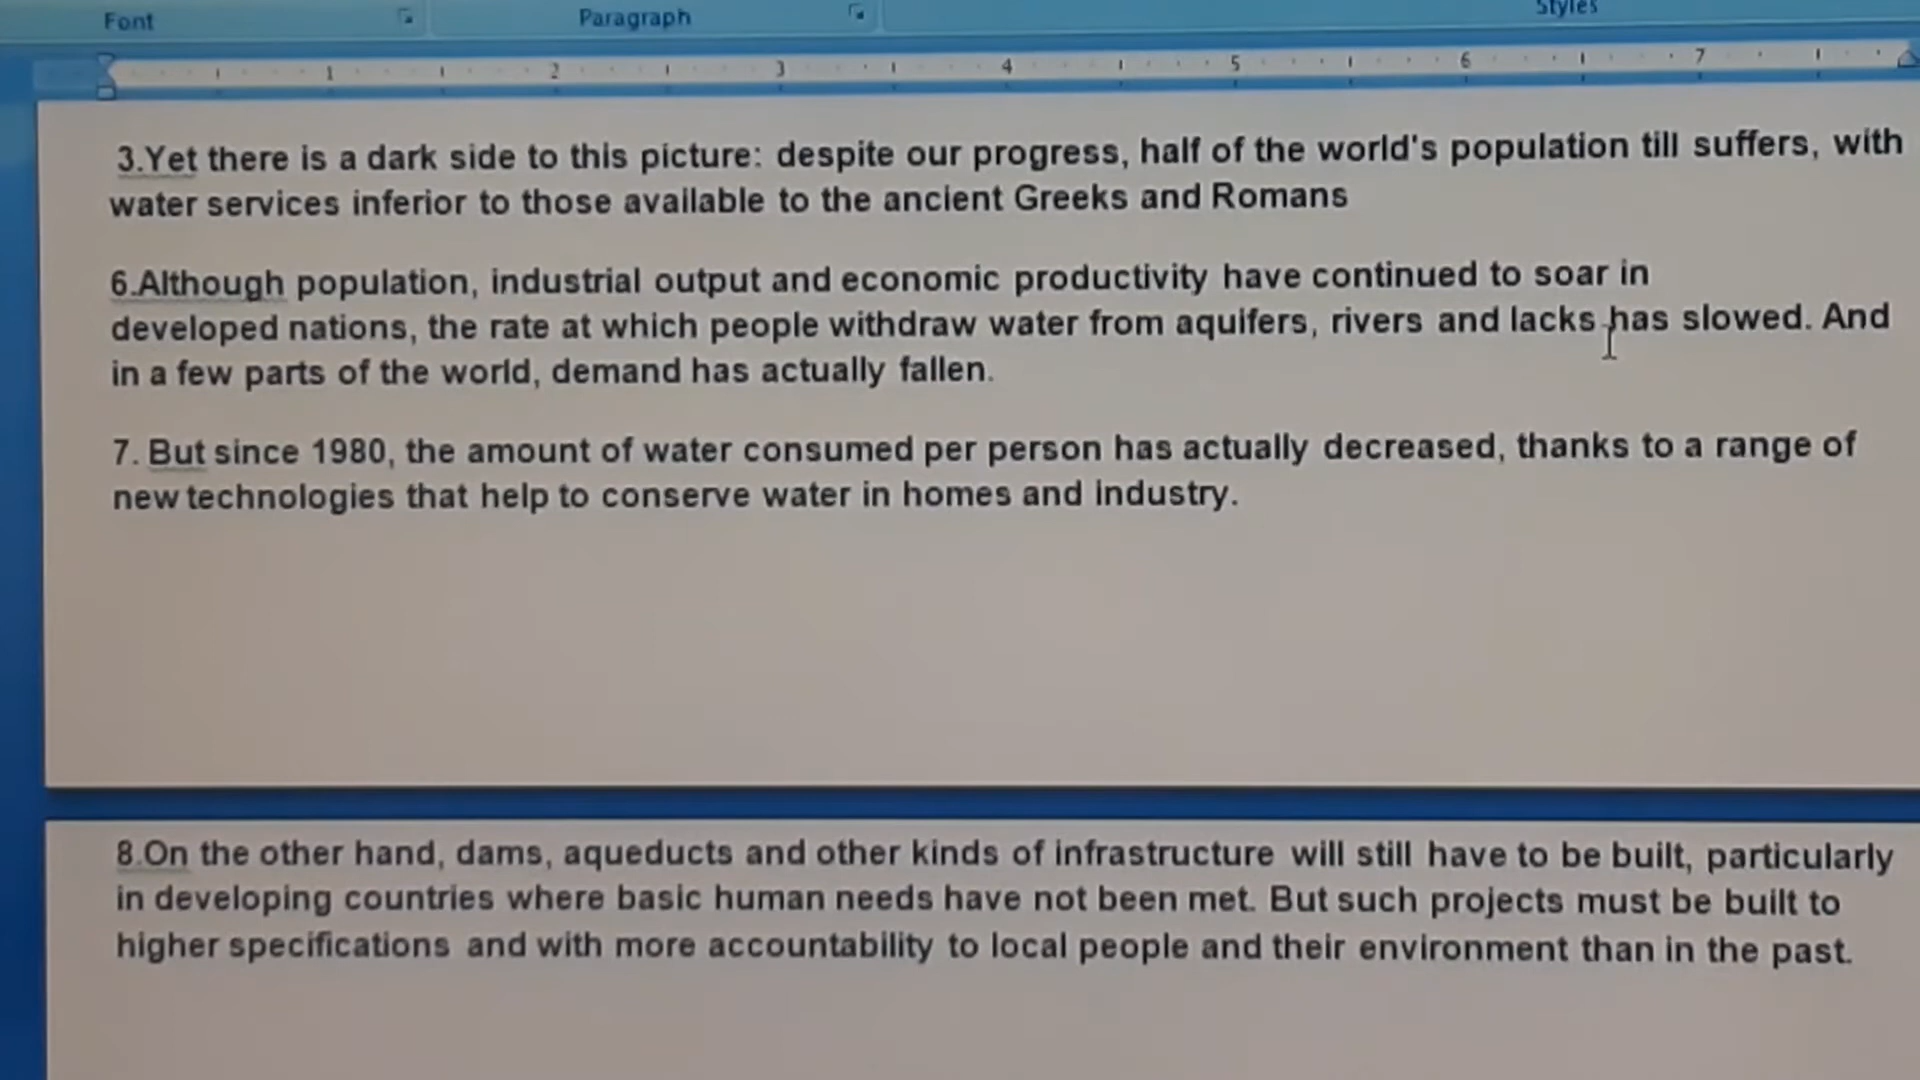 Font Paragraph Styles
1 2 3 4 5 6 7
3.Yet there is a dark side to this picture: despite our progress, half of the world's population till suffers, with
water services inferior to those available to the ancient Greeks and Romans
6.Although population, industrial output and economic productivity have continued to soar in
developed nations, the rate at which people withdraw water from aquifers, rivers and lacks has slowed. And
in a few parts of the world, demand has actually fallen.
7. But since 1980, the amount of water consumed per person has actually decreased, thanks to a range of
new technologies that help to conserve water in homes and industry.
8.On the other hand, dams, aqueducts and other kinds of infrastructure will still have to be built, particularly
in developing countries where basic human needs have not been met. But such projects must be built to
higher specifications and with more accountability to local people and their environment than in the past.